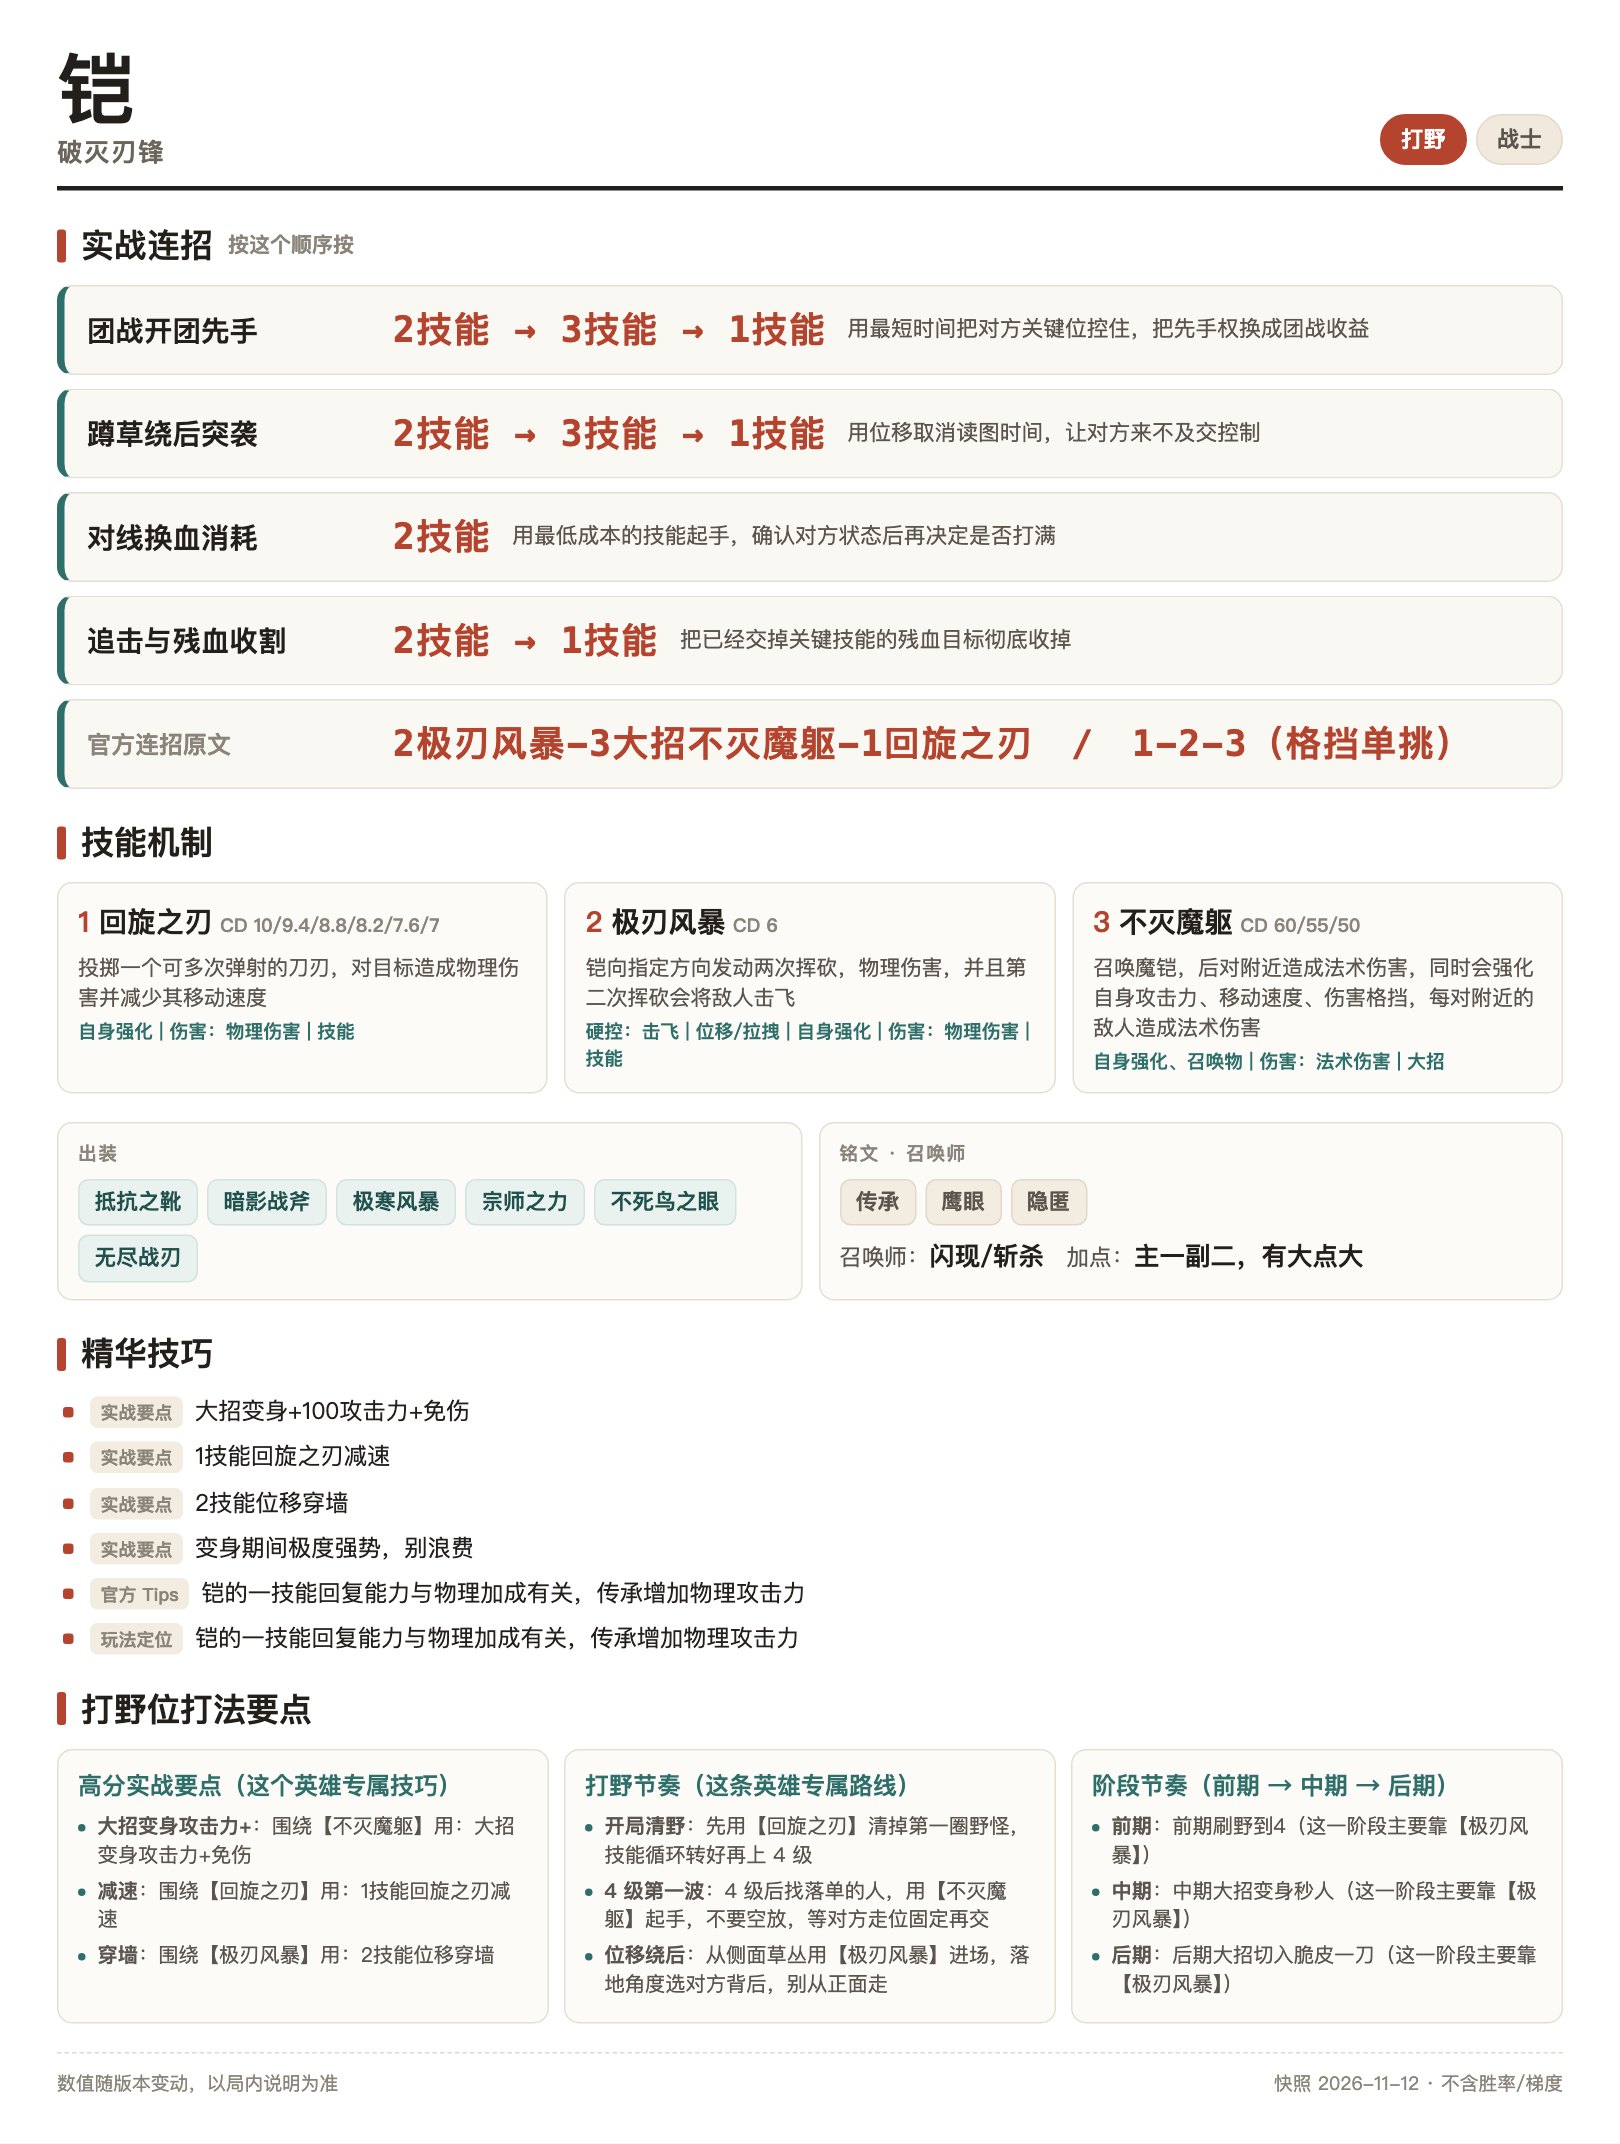 铠
破灭刃锋
打野 战士
实战连招 按这个顺序按
团战开团先手 2技能 → 3技能 → 1技能 用最短时间把对方关键位控住，把先手权换成团战收益
蹲草绕后突袭 2技能 → 3技能 → 1技能 用位移取消读图时间，让对方来不及交控制
对线换血消耗 2技能 用最低成本的技能起手，确认对方状态后再决定是否打满
追击与残血收割 2技能 → 1技能 把已经交掉关键技能的残血目标彻底收掉
官方连招原文 2极刃风暴-3大招不灭魔躯-1回旋之刃 / 1-2-3（格挡单挑）
技能机制
1 回旋之刃 CD 10/9.4/8.8/8.2/7.6/7
投掷一个可多次弹射的刀刃，对目标造成物理伤
害并减少其移动速度
自身强化 | 伤害：物理伤害 | 技能
2 极刃风暴 CD 6
铠向指定方向发动两次挥砍，物理伤害，并且第
二次挥砍会将敌人击飞
硬控：击飞 | 位移/拉拽 | 自身强化 | 伤害：物理伤害 |
技能
3 不灭魔躯 CD 60/55/50
召唤魔铠，后对附近造成法术伤害，同时会强化
自身攻击力、移动速度、伤害格挡，每对附近的
敌人造成法术伤害
自身强化、召唤物 | 伤害：法术伤害 | 大招
出装
抵抗之靴 暗影战斧 极寒风暴 宗师之力 不死鸟之眼
无尽战刃
铭文 · 召唤师
传承 鹰眼 隐匿
召唤师：闪现/斩杀 加点：主一副二，有大点大
精华技巧
实战要点 大招变身+100攻击力+免伤
实战要点 1技能回旋之刃减速
实战要点 2技能位移穿墙
实战要点 变身期间极度强势，别浪费
官方 Tips 铠的一技能回复能力与物理加成有关，传承增加物理攻击力
玩法定位 铠的一技能回复能力与物理加成有关，传承增加物理攻击力
打野位打法要点
高分实战要点（这个英雄专属技巧）
大招变身攻击力+：围绕【不灭魔躯】用：大招
变身攻击力+免伤
减速：围绕【回旋之刃】用：1技能回旋之刃减
速
穿墙：围绕【极刃风暴】用：2技能位移穿墙
打野节奏（这条英雄专属路线）
开局清野：先用【回旋之刃】清掉第一圈野怪，
技能循环转好再上 4 级
4 级第一波：4 级后找落单的人，用【不灭魔
躯】起手，不要空放，等对方走位固定再交
位移绕后：从侧面草丛用【极刃风暴】进场，落
地角度选对方背后，别从正面走
阶段节奏（前期 → 中期 → 后期）
前期：前期刷野到4（这一阶段主要靠【极刃风
暴】）
中期：中期大招变身秒人（这一阶段主要靠【极
刃风暴】）
后期：后期大招切入脆皮一刀（这一阶段主要靠
【极刃风暴】）
数值随版本变动，以局内说明为准
快照 2026-11-12 · 不含胜率/梯度